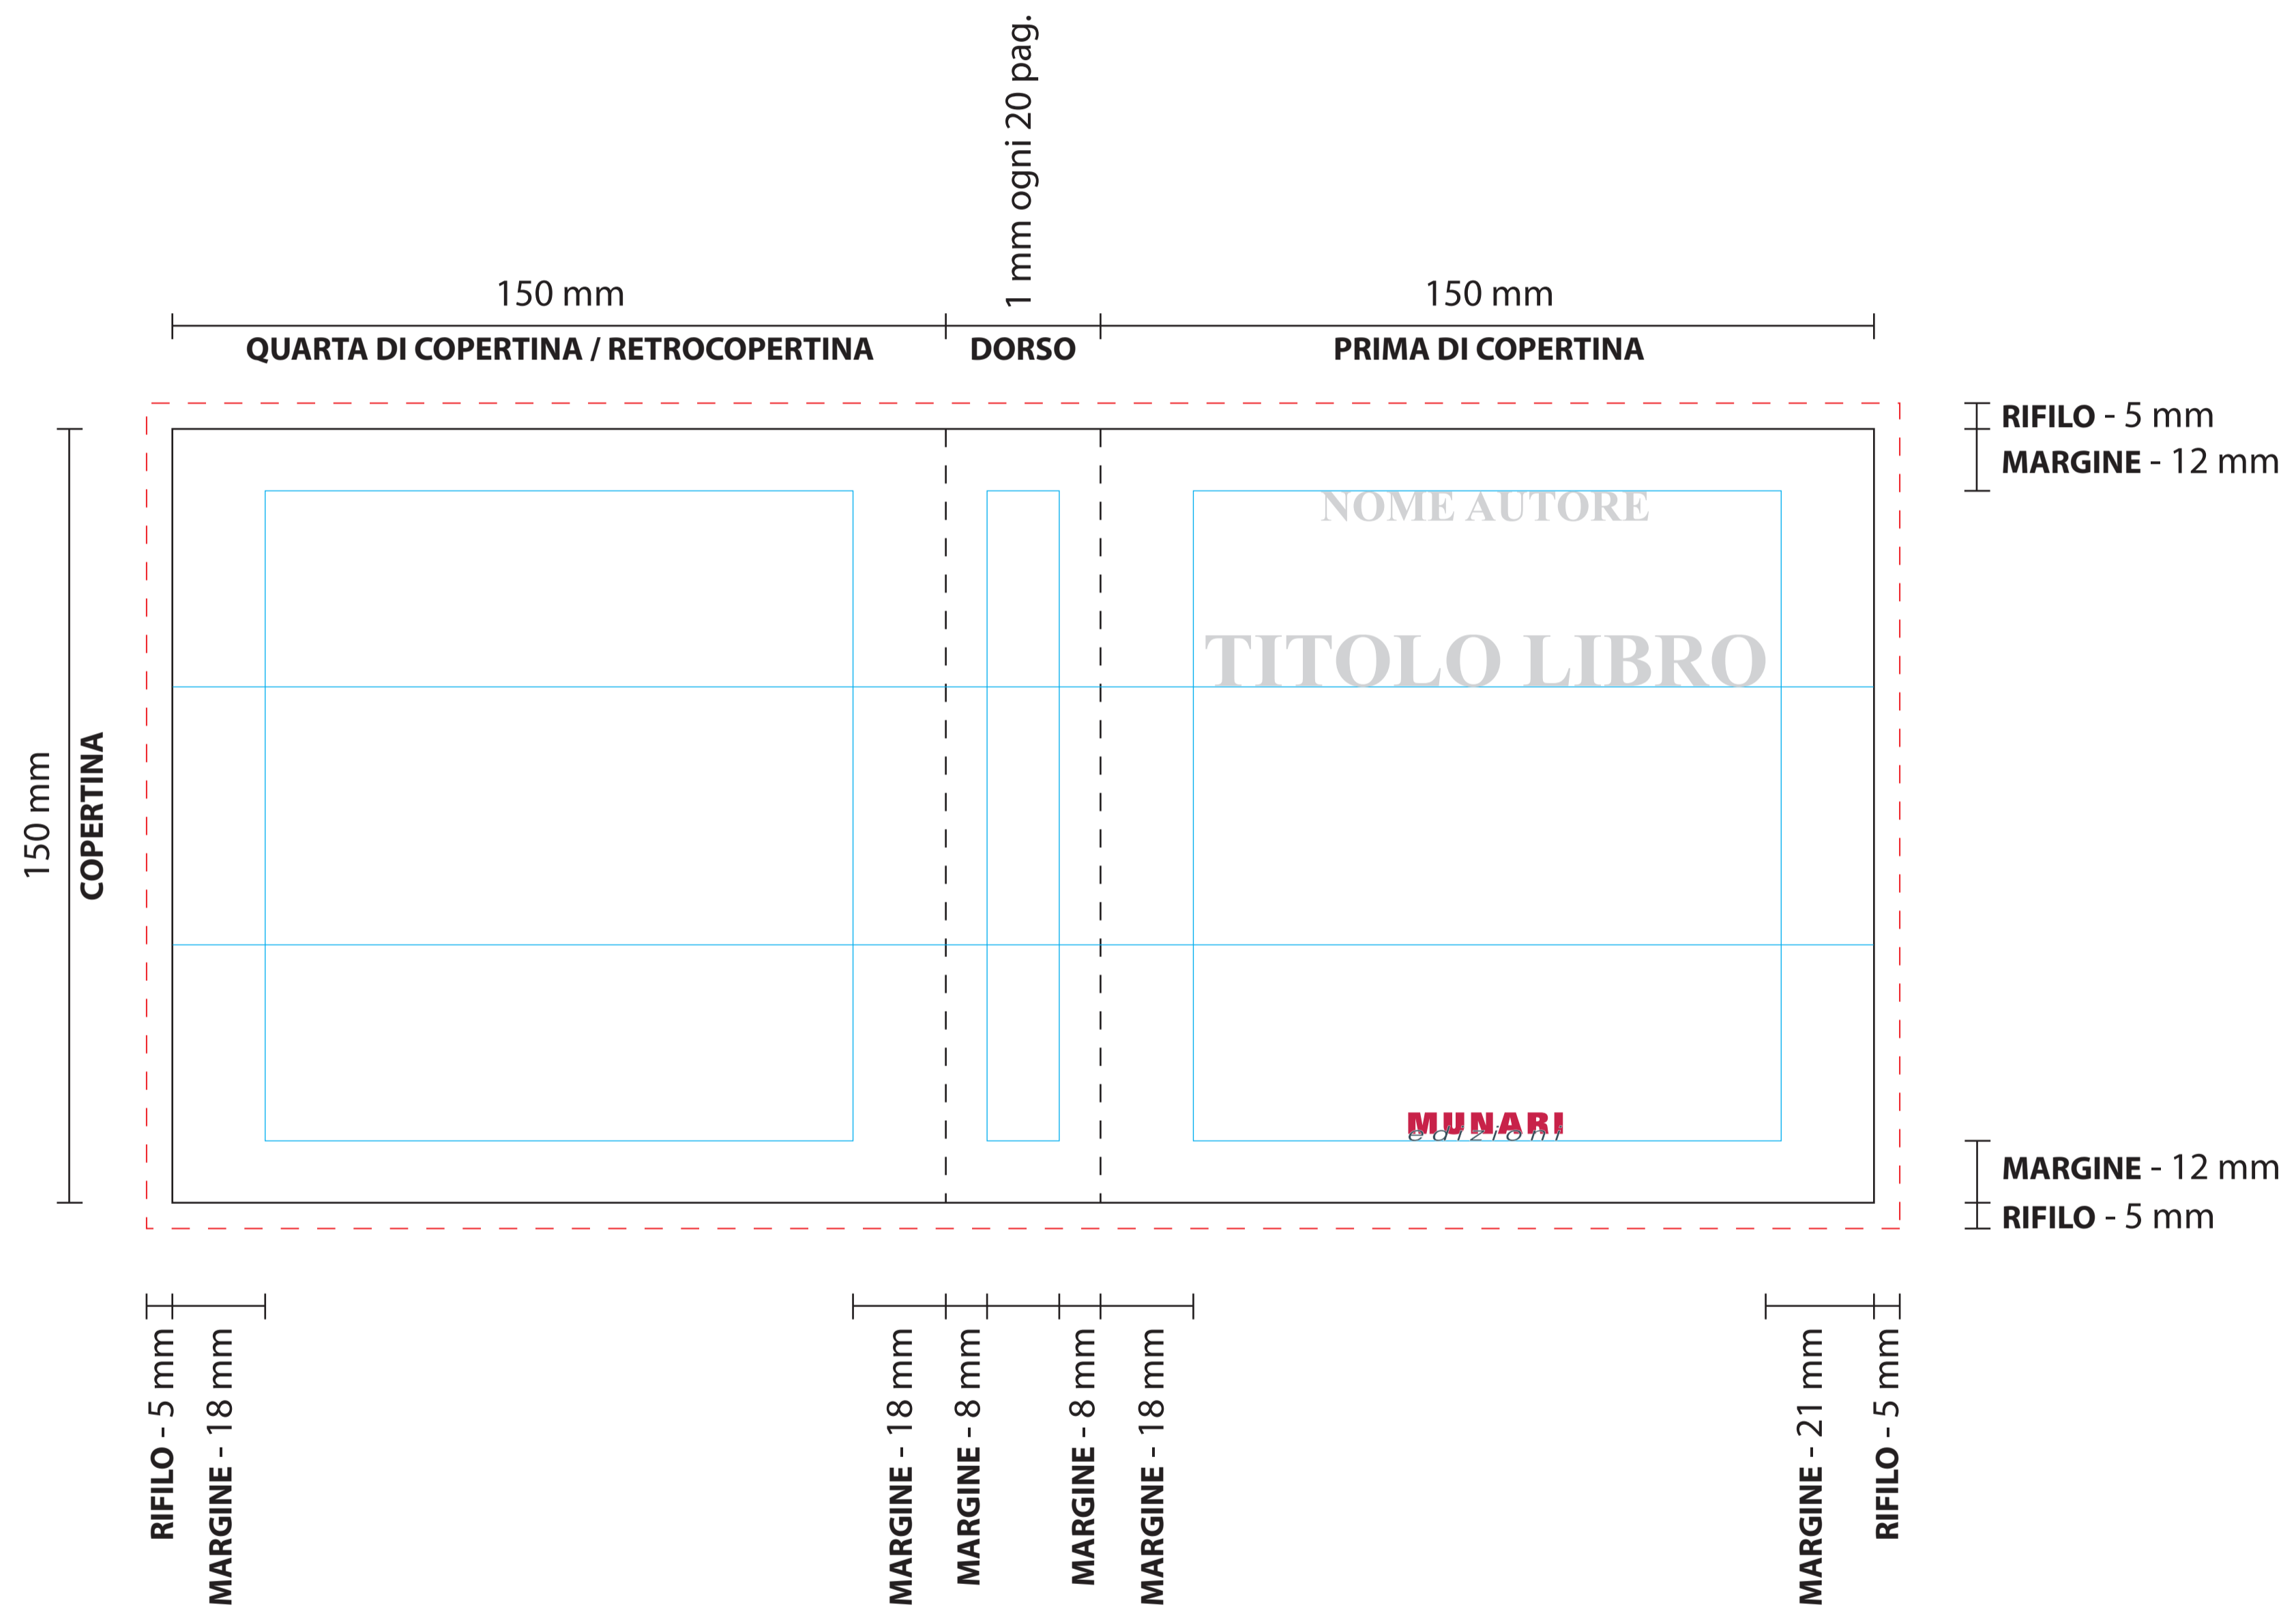 1 mm ogni 20 pag.
150 mm
150 mm
QUARTA DI COPERTINA / RETROCOPERTINA
DORSO
PRIMA DI COPERTINA
RIFILO - 5 mm
MARGINE - 12 mm
NOME AUTORE
TITOLO LIBRO
150 mm
COPERTINA
MUNARI
edizioni
MARGINE - 12 mm
RIFILO - 5 mm
RIFILO - 5 mm
MARGINE - 18 mm
MARGINE - 18 mm
MARGINE - 8 mm
MARGINE - 8 mm
MARGINE - 18 mm
MARGINE - 21 mm
RIFILO - 5 mm